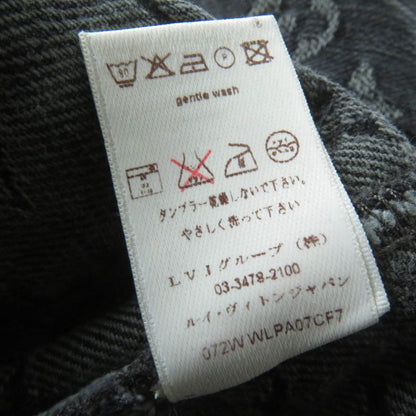 gentle wash
タンブラー乾燥しないで下さい。
やさしく洗って下さい。
LVJグループ (株)
03-3478-2100
ルイ・ヴィトンジャパン
072W WLPA07CF7